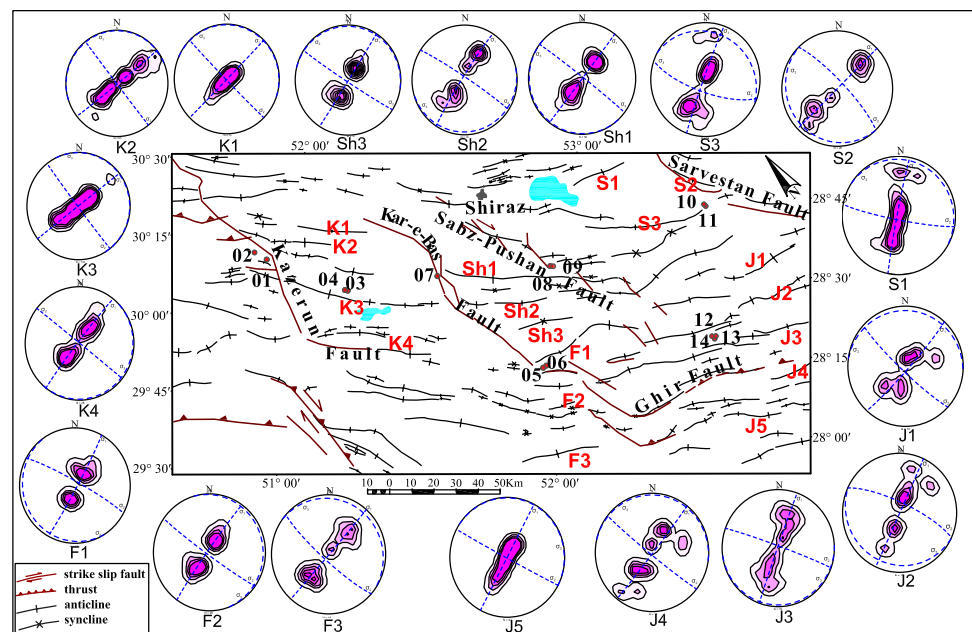 N
N
N
N
N
N
N
K2
K1
Sh3
Sh2
Sh1
S3
S2
52° 00′
53° 00′
30° 30′
30° 15′
30° 00′
29° 45′
29° 30′
28° 45′
28° 30′
28° 15′
28° 00′
51° 00′
52° 00′
N
K3
N
K4
N
F1
N
S1
N
J1
N
J2
Sarvestan Fault
S1
S2
10
11
S3
Shiraz
Kar-e-Bas
Fault
Sabz-Pushan Fault
K1
K2
02
01
Kazerun
Fault
04
03
K3
K4
07
Sh1
09
08
Sh2
Sh3
J1
J2
12
14
13
J3
J4
F1
06
05
F2
Ghir Fault
J5
F3
10 0 10 20 30 40 50Km
N
N
N
N
N
F2
F3
J5
J4
J3
strike slip fault
thrust
anticline
syncline